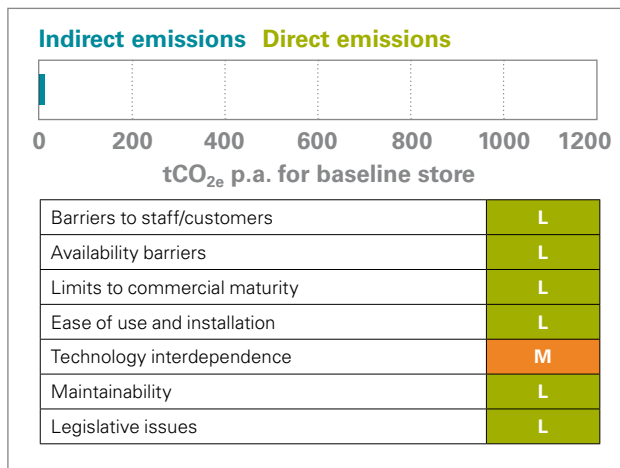 Indirect emissions Direct emissions
0 200 400 600 800 1000 1200
tCO2e p.a. for baseline store
Barriers to staff/customers L
Availability barriers L
Limits to commercial maturity L
Ease of use and installation L
Technology interdependence M
Maintainability L
Legislative issues L